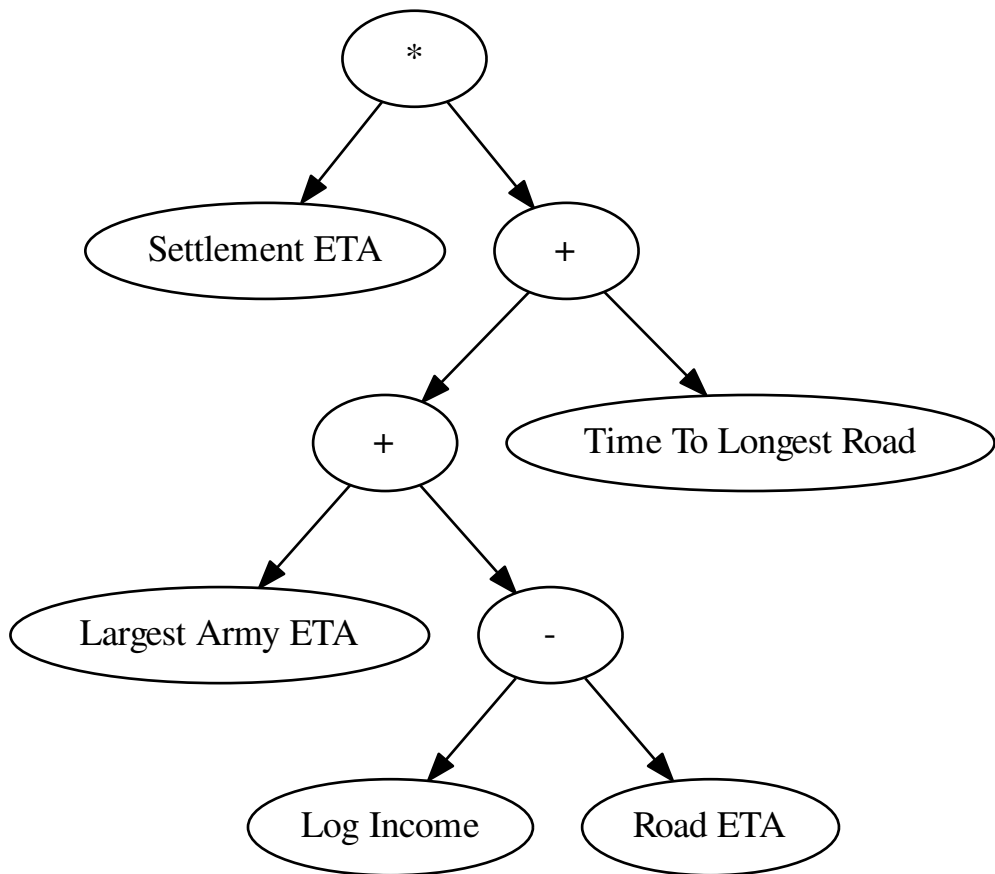 *
Settlement ETA
+
+
Time To Longest Road
Largest Army ETA
-
Log Income
Road ETA